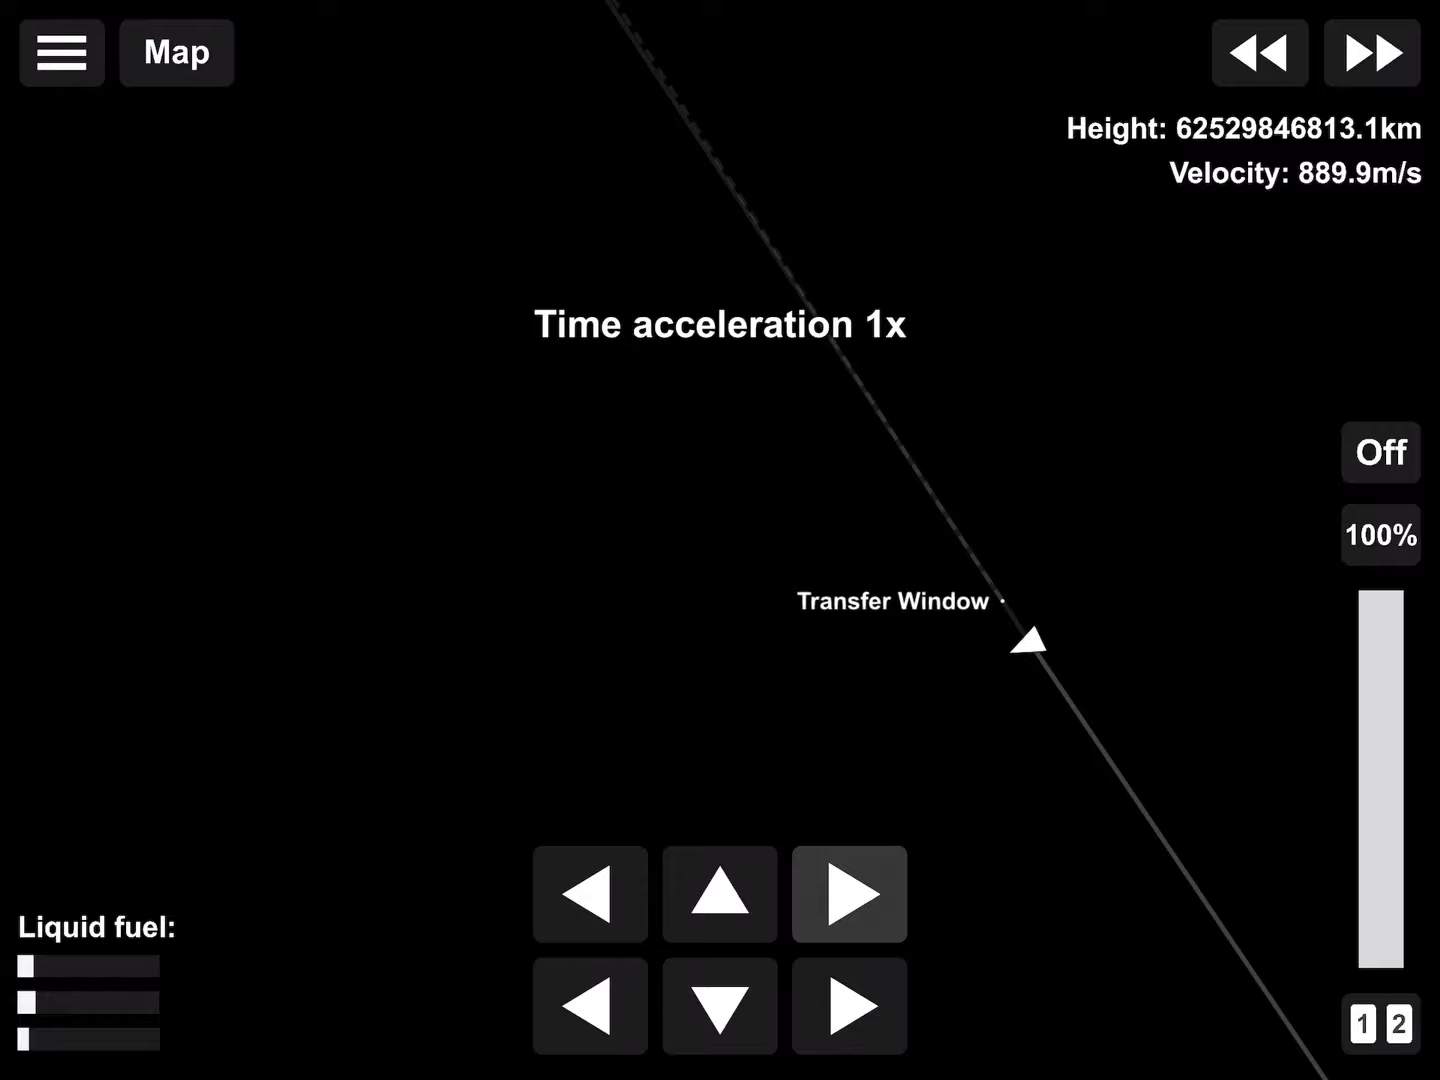 Map
Height: 62529846813.1km
Velocity: 889.9m/s
Time acceleration 1x
Off
100%
Transfer Window
Liquid fuel:
1 2